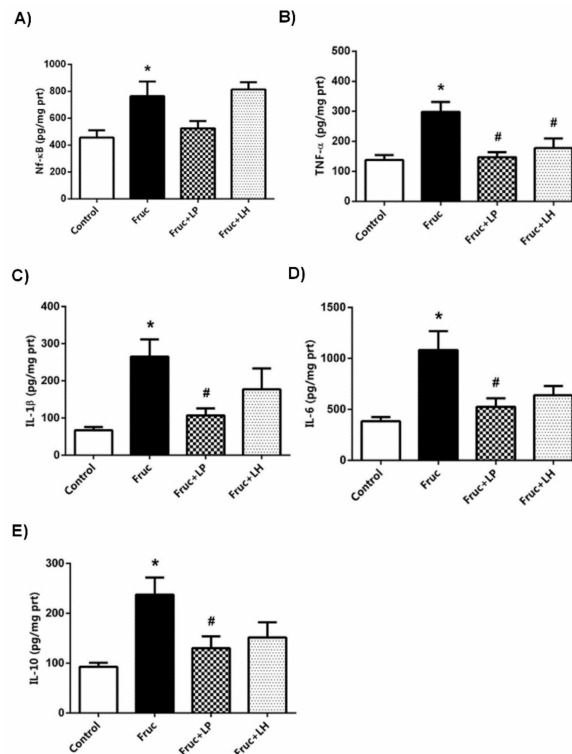 A)
Nf-κB (pg/mg prt)
1000
800
600
400
200
0
*
Control
Fruc
Fruc+LP
Fruc+LH
B)
TNF-α (pg/mg prt)
500
400
300
200
100
0
*
#
#
Control
Fruc
Fruc+LP
Fruc+LH
C)
IL-1β (pg/mg prt)
400
300
200
100
0
*
#
Control
Fruc
Fruc+LP
Fruc+LH
D)
IL-6 (pg/mg prt)
1500
1000
500
0
*
#
Control
Fruc
Fruc+LP
Fruc+LH
E)
IL-10 (pg/mg prt)
300
200
100
0
*
#
Control
Fruc
Fruc+LP
Fruc+LH